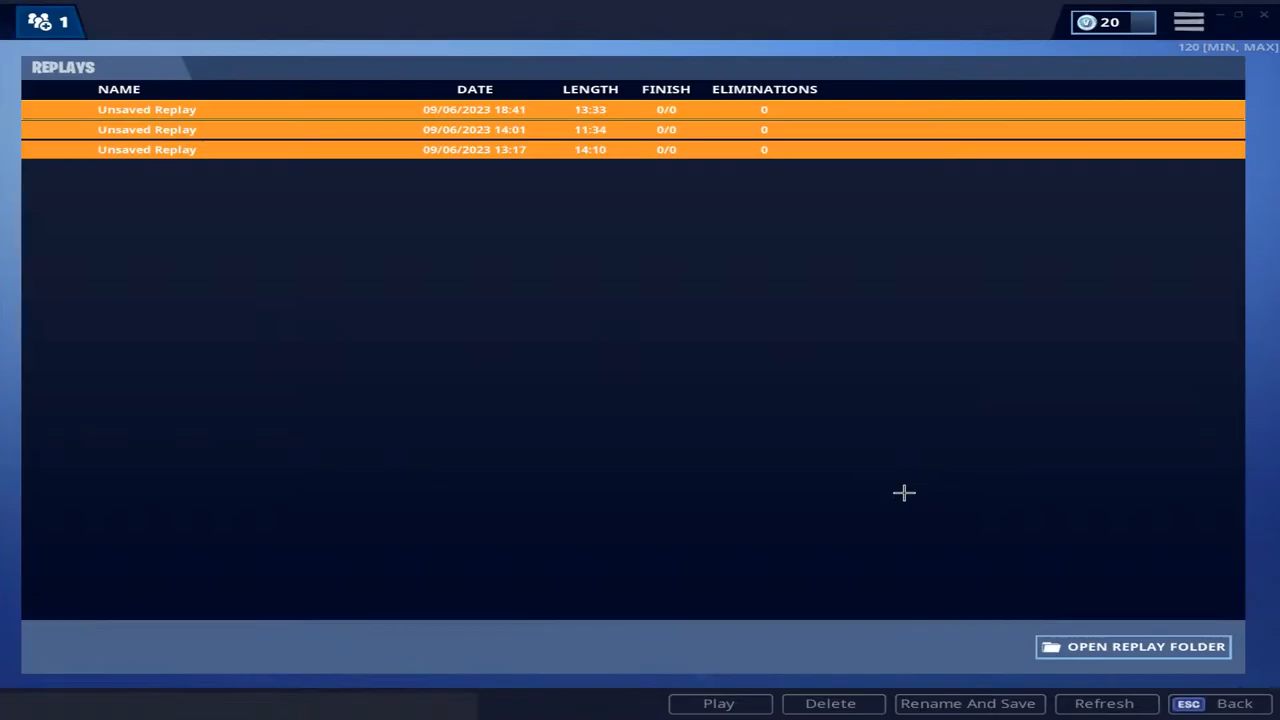 1
20
120 [MIN, MAX]
REPLAYS
NAME DATE LENGTH FINISH ELIMINATIONS
Unsaved Replay 09/06/2023 18:41 13:33 0/0 0
Unsaved Replay 09/06/2023 14:01 11:34 0/0 0
Unsaved Replay 09/06/2023 13:17 14:10 0/0 0
OPEN REPLAY FOLDER
Play Delete Rename And Save Refresh ESC Back